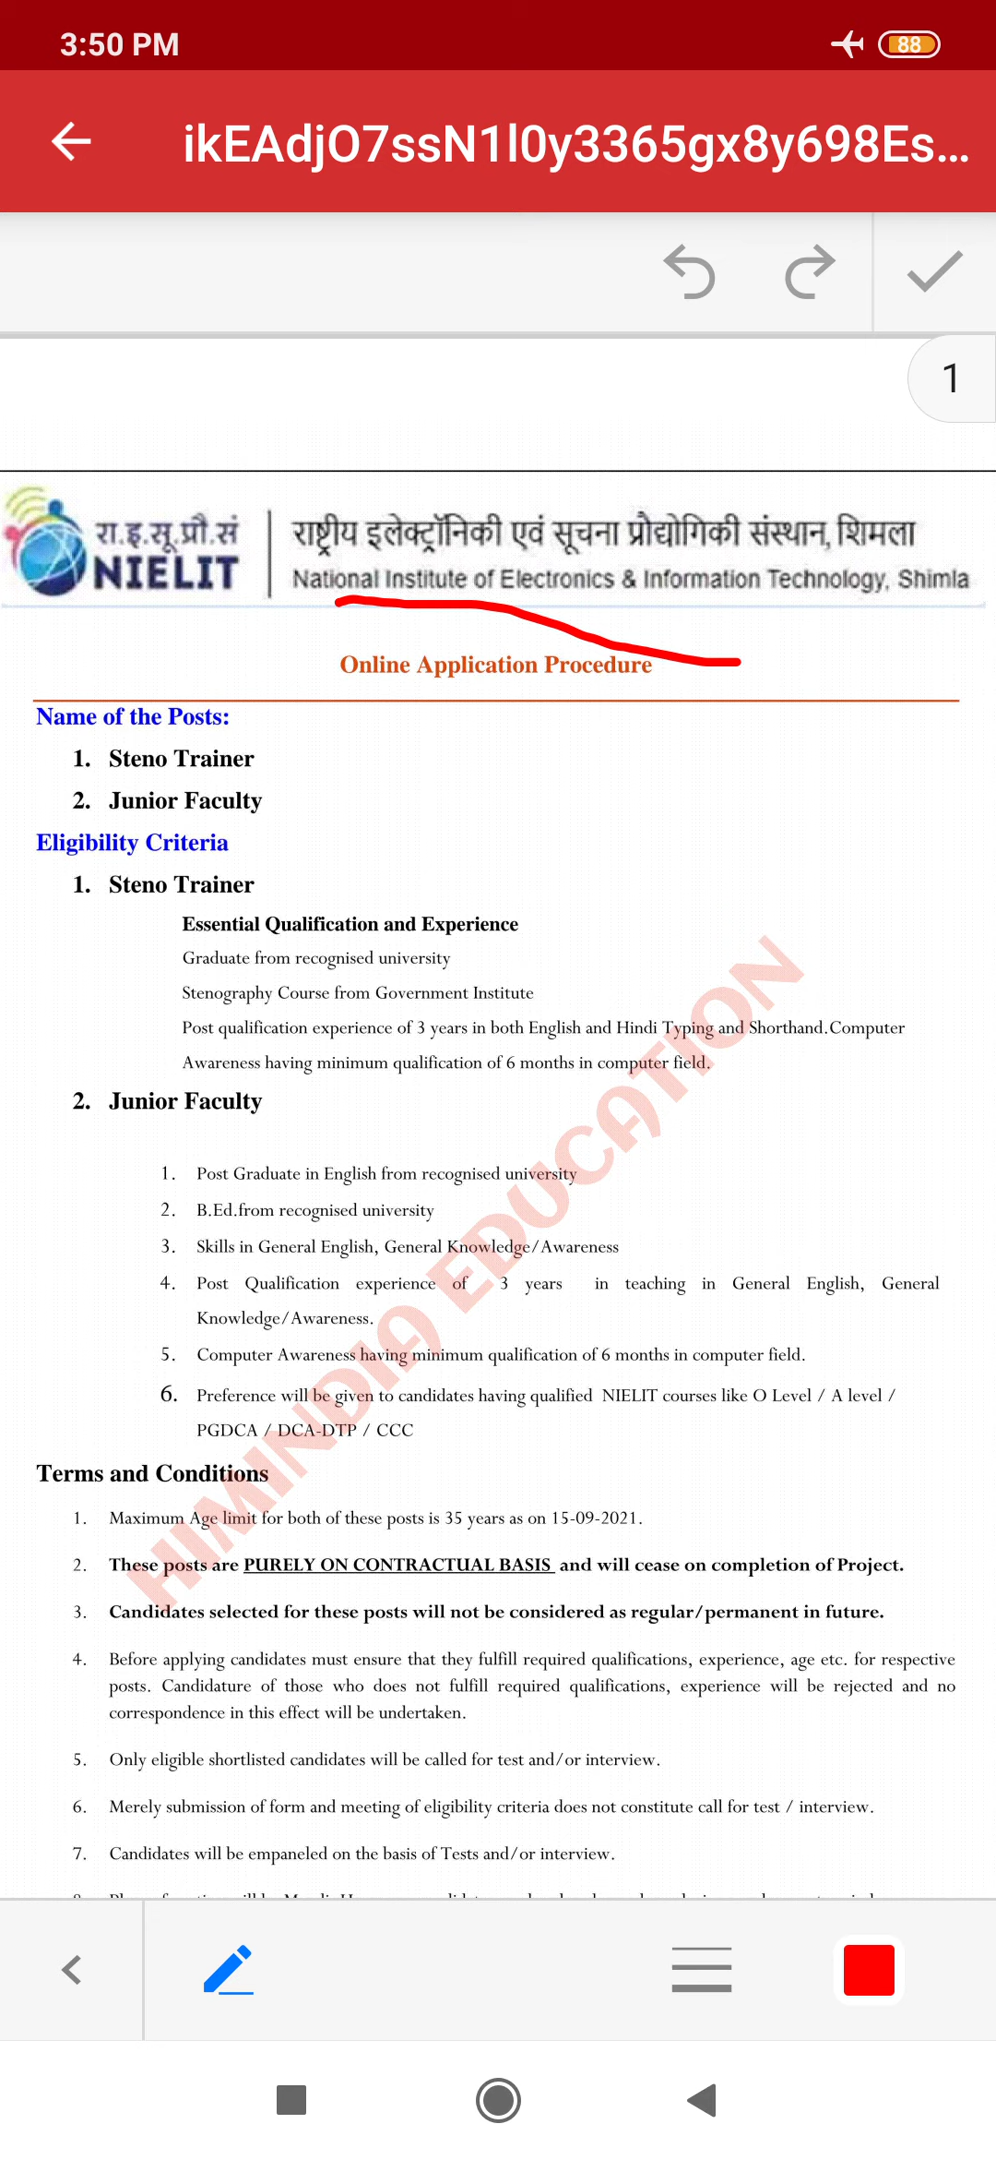 3:50 PM
88
ikEAdjO7ssN1l0y3365gx8y698Es...
1
रा.इ.सू.प्रौ.सं
NIELIT
राष्ट्रीय इलेक्ट्रॉनिकी एवं सूचना प्रौद्योगिकी संस्थान, शिमला
National Institute of Electronics & Information Technology, Shimla
Online Application Procedure
Name of the Posts:
1. Steno Trainer
2. Junior Faculty
Eligibility Criteria
1. Steno Trainer
Essential Qualification and Experience
Graduate from recognised university
Stenography Course from Government Institute
Post qualification experience of 3 years in both English and Hindi Typing and Shorthand.Computer
Awareness having minimum qualification of 6 months in computer field.
2. Junior Faculty
1. Post Graduate in English from recognised university
2. B.Ed.from recognised university
3. Skills in General English, General Knowledge/Awareness
4. Post Qualification experience of 3 years in teaching in General English, General
Knowledge/Awareness.
5. Computer Awareness having minimum qualification of 6 months in computer field.
6. Preference will be given to candidates having qualified NIELIT courses like O Level / A level /
PGDCA / DCA-DTP / CCC
HIMINDIA EDUCATION
Terms and Conditions
1. Maximum Age limit for both of these posts is 35 years as on 15-09-2021.
2. These posts are PURELY ON CONTRACTUAL BASIS and will cease on completion of Project.
3. Candidates selected for these posts will not be considered as regular/permanent in future.
4. Before applying candidates must ensure that they fulfill required qualifications, experience, age etc. for respective
posts. Candidature of those who does not fulfill required qualifications, experience will be rejected and no
correspondence in this effect will be undertaken.
5. Only eligible shortlisted candidates will be called for test and/or interview.
6. Merely submission of form and meeting of eligibility criteria does not constitute call for test / interview.
7. Candidates will be empaneled on the basis of Tests and/or interview.